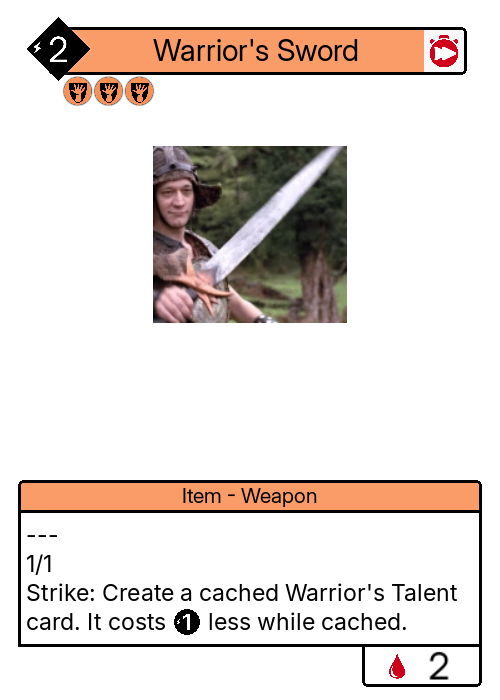 2
Warrior's Sword
Item - Weapon
---
1/1
Strike: Create a cached Warrior's Talent
card. It costs 1 less while cached.
2